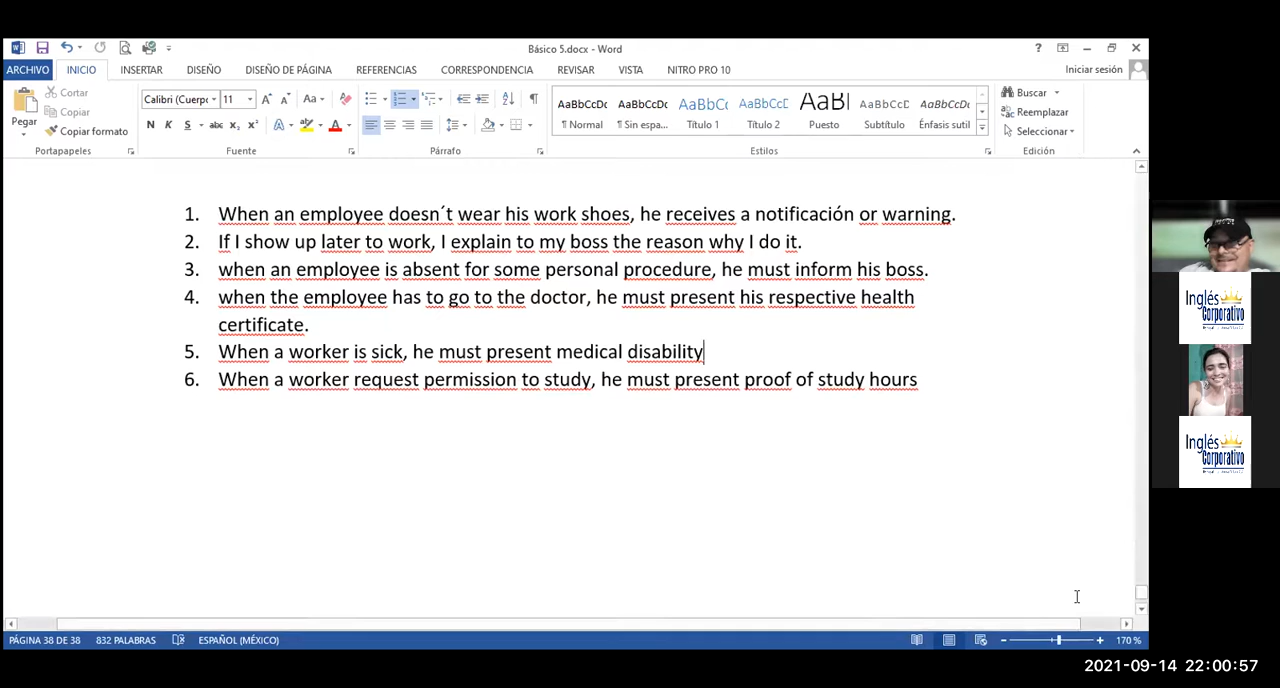 Básico 5.docx - Word
ARCHIVO INICIO INSERTAR DISEÑO DISEÑO DE PÁGINA REFERENCIAS CORRESPONDENCIA REVISAR VISTA NITRO PRO 10 Iniciar sesión
Pegar
Cortar
Copiar
Copiar formato
Portapapeles
Calibri (Cuerpo 11
N K S abc x₂ x²
Fuente
Párrafo
AaBbCcDc AaBbCcDc AaBbC AaBbCc AaBl AaBbCcD AaBbCcDc
¶ Normal ¶ Sin espa... Título 1 Título 2 Puesto Subtítulo Énfasis sutil
Estilos
Buscar
Reemplazar
Seleccionar
Edición
1. When an employee doesn´t wear his work shoes, he receives a notificación or warning.
2. If I show up later to work, I explain to my boss the reason why I do it.
3. when an employee is absent for some personal procedure, he must inform his boss.
4. when the employee has to go to the doctor, he must present his respective health
certificate.
5. When a worker is sick, he must present medical disability
6. When a worker request permission to study, he must present proof of study hours
Inglés
Corporativo
Inglés
Corporativo
PÁGINA 38 DE 38 832 PALABRAS ESPAÑOL (MÉXICO) 170 %
2021-09-14 22:00:57